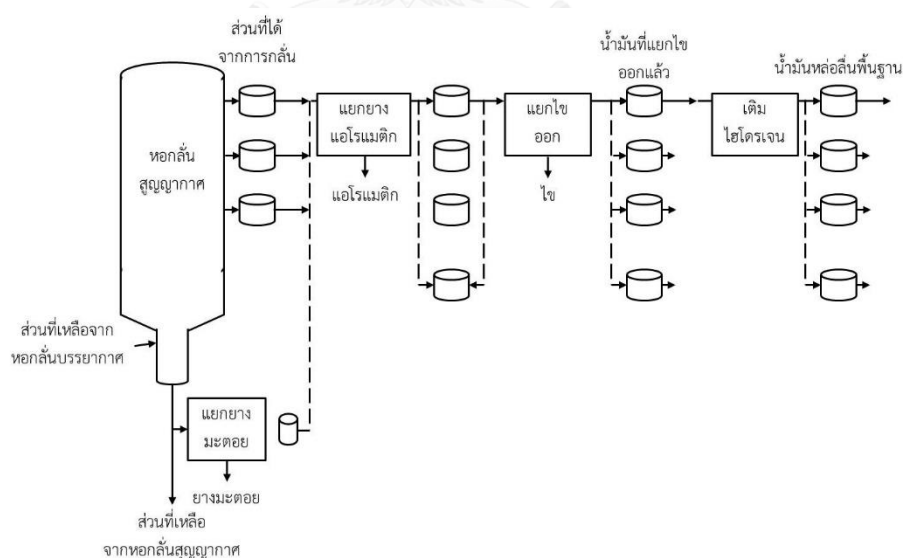 ส่วนที่ได้
จากการกลั่น
น้ำมันที่แยกไข
ออกแล้ว
น้ำมันหล่อลื่นพื้นฐาน
หอกลั่น
สูญญากาศ
แยกยาง
แอโรแมติก
แอโรแมติก
แยกไข
ออก
ไข
เติม
ไฮโดรเจน
ส่วนที่เหลือจาก
หอกลั่นบรรยากาศ
แยกยาง
มะตอย
ยางมะตอย
ส่วนที่เหลือ
จากหอกลั่นสูญญากาศ